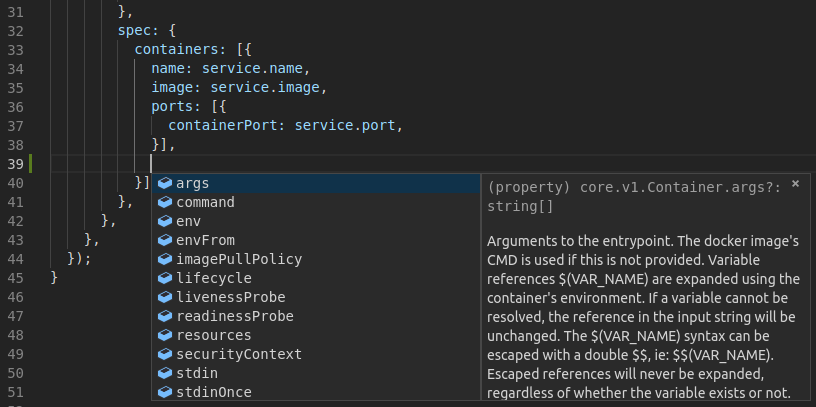 31 },
32 spec: {
33 containers: [{
34 name: service.name,
35 image: service.image,
36 ports: [{
37 containerPort: service.port,
38 }],
39
40 }]
41 },
42 },
43 },
44 });
45 }
46
47
48
49
50
51
args
command
env
envFrom
imagePullPolicy
lifecycle
livenessProbe
readinessProbe
resources
securityContext
stdin
stdinOnce
(property) core.v1.Container.args?: ×
string[]
Arguments to the entrypoint. The docker image's
CMD is used if this is not provided. Variable
references $(VAR_NAME) are expanded using the
container's environment. If a variable cannot be
resolved, the reference in the input string will be
unchanged. The $(VAR_NAME) syntax can be
escaped with a double $$, ie: $$(VAR_NAME).
Escaped references will never be expanded,
regardless of whether the variable exists or not.